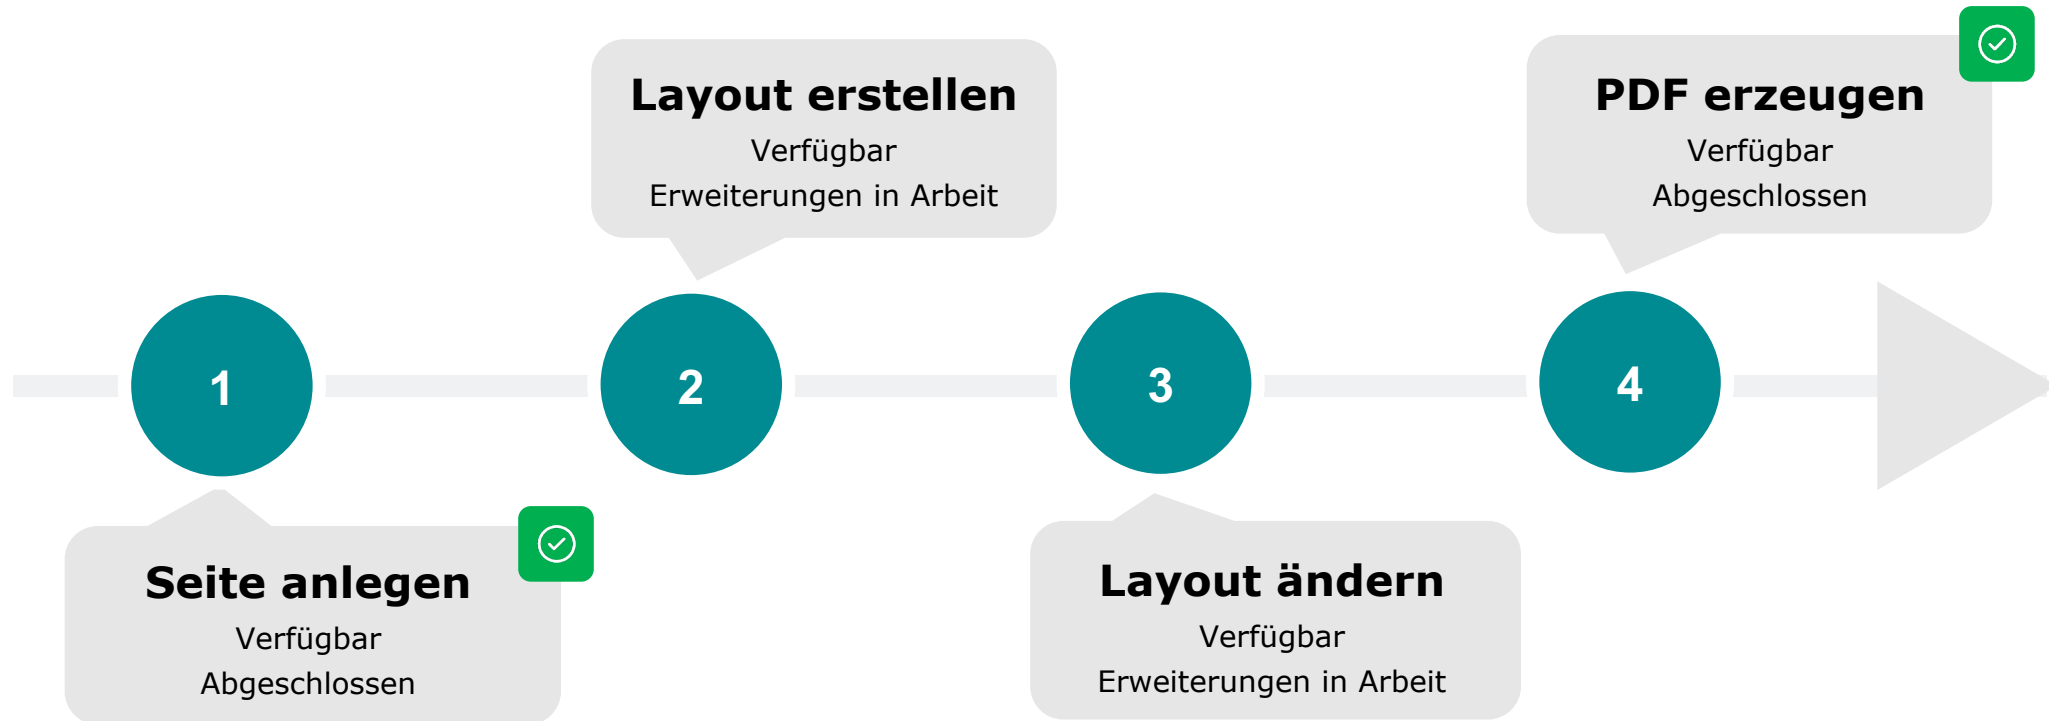 Layout erstellen
Verfügbar
Erweiterungen in Arbeit
PDF erzeugen
Verfügbar
Abgeschlossen
1
2
3
4
Seite anlegen
Verfügbar
Abgeschlossen
Layout ändern
Verfügbar
Erweiterungen in Arbeit